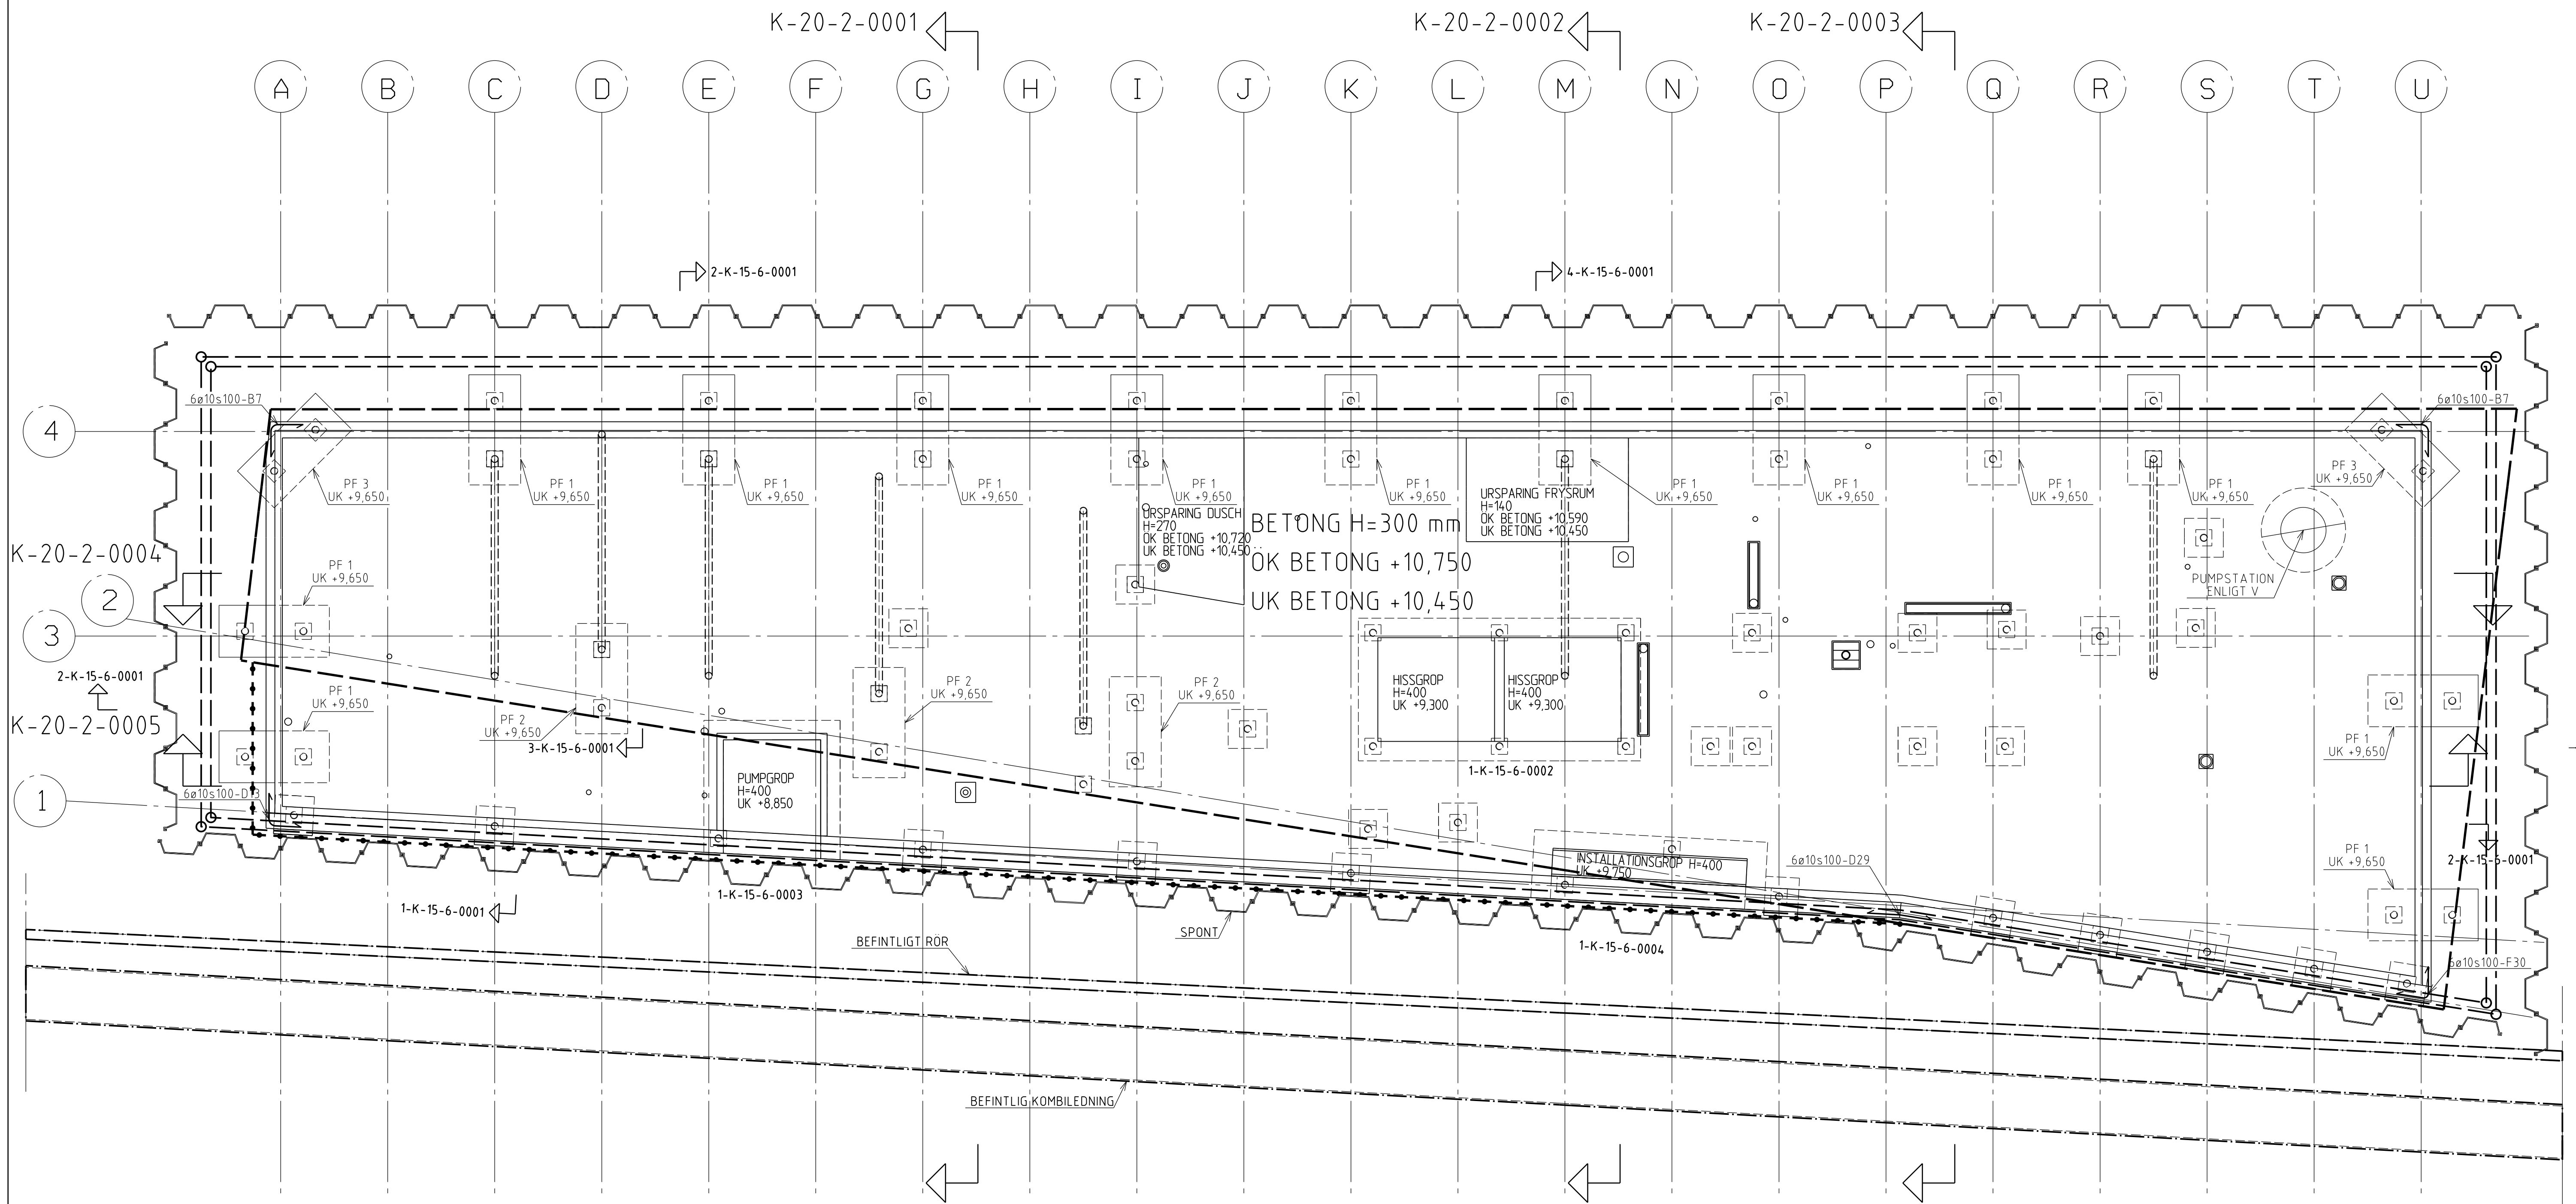 K-20-2-0001
K-20-2-0002
K-20-2-0003
A
B
C
D
E
F
G
H
I
J
K
L
M
N
O
P
Q
R
S
T
U
2-K-15-6-0001
4-K-15-6-0001
6ø10s100-B7
6ø10s100-B7
4
PF 3
UK +9,650
PF 1
UK +9,650
PF 1
UK +9,650
PF 1
UK +9,650
PF 1
UK +9,650
PF 1
UK +9,650
PF 1
UK +9,650
PF 1
UK +9,650
PF 1
UK +9,650
PF 1
UK +9,650
PF 3
UK +9,650
URSPARING DUSCH
H=270
OK BETONG +10,720
UK BETONG +10,450
BETONG H=300 mm
OK BETONG +10,750
UK BETONG +10,450
URSPARING FRYSRUM
H=140
OK BETONG +10,590
UK BETONG +10,450
K-20-2-0004
PF 1
UK +9,650
PUMPSTATION
ENLIGT V
2
3
2-K-15-6-0001
K-20-2-0005
PF 1
UK +9,650
PF 2
UK +9,650
3-K-15-6-0001
PF 2
UK +9,650
PF 2
UK +9,650
HISSGROP
H=400
UK +9,300
HISSGROP
H=400
UK +9,300
1-K-15-6-0002
PF 1
UK +9,650
PUMPGROP
H=400
UK +8,850
1
6ø10s100-D13
INSTALLATIONSGROP H=400
UK +9,750
6ø10s100-D29
PF 1
UK +9,650
2-K-15-6-0001
1-K-15-6-0003
1-K-15-6-0001
SPONT
BEFINTLIGT RÖR
1-K-15-6-0004
6ø10s100-F30
BEFINTLIG KOMBILEDNING